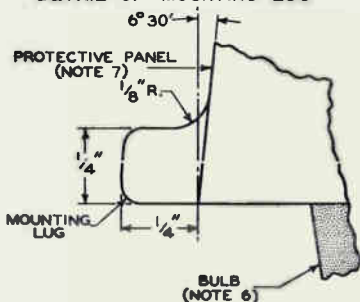 DETAIL OF MOUNTING LUG
6° 30'
PROTECTIVE PANEL
(NOTE 7)
1/8" R.
1/4"
MOUNTING
LUG
1/4"
BULB
(NOTE 6)